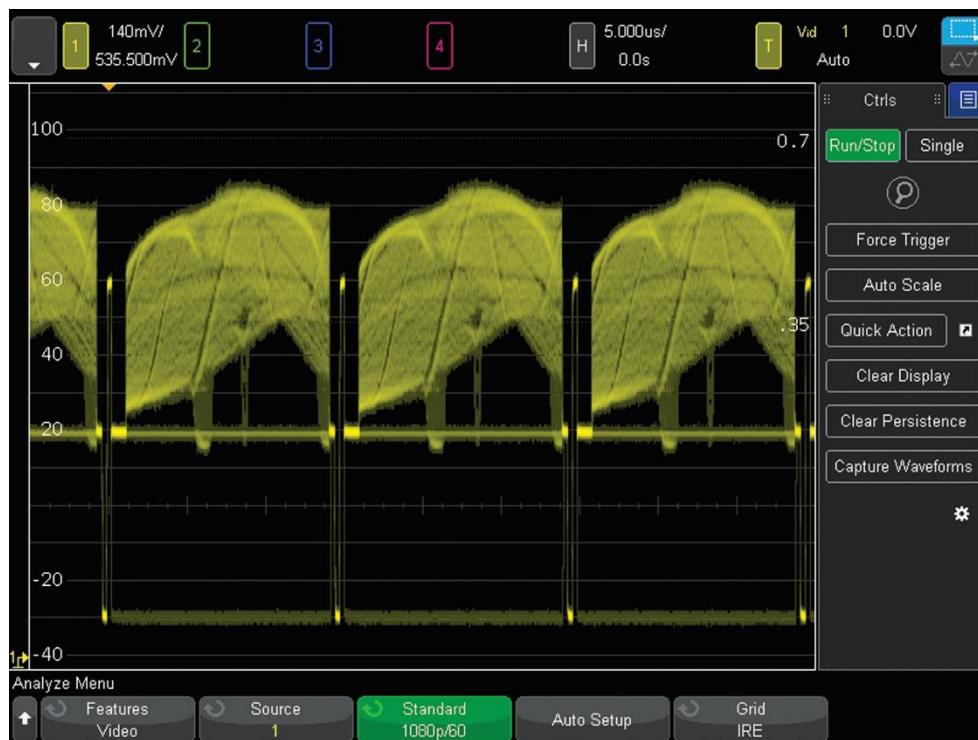 1
140mV/
535.500mV
2
3
4
H
5.000us/
0.0s
T
Vid 1 0.0V
Auto
100
80
60
40
20
-20
-40
0.7
.35
1
Ctrls
Run/Stop
Single
Force Trigger
Auto Scale
Quick Action
Clear Display
Clear Persistence
Capture Waveforms
Analyze Menu
Features
Video
Source
1
Standard
1080p/60
Auto Setup
Grid
IRE